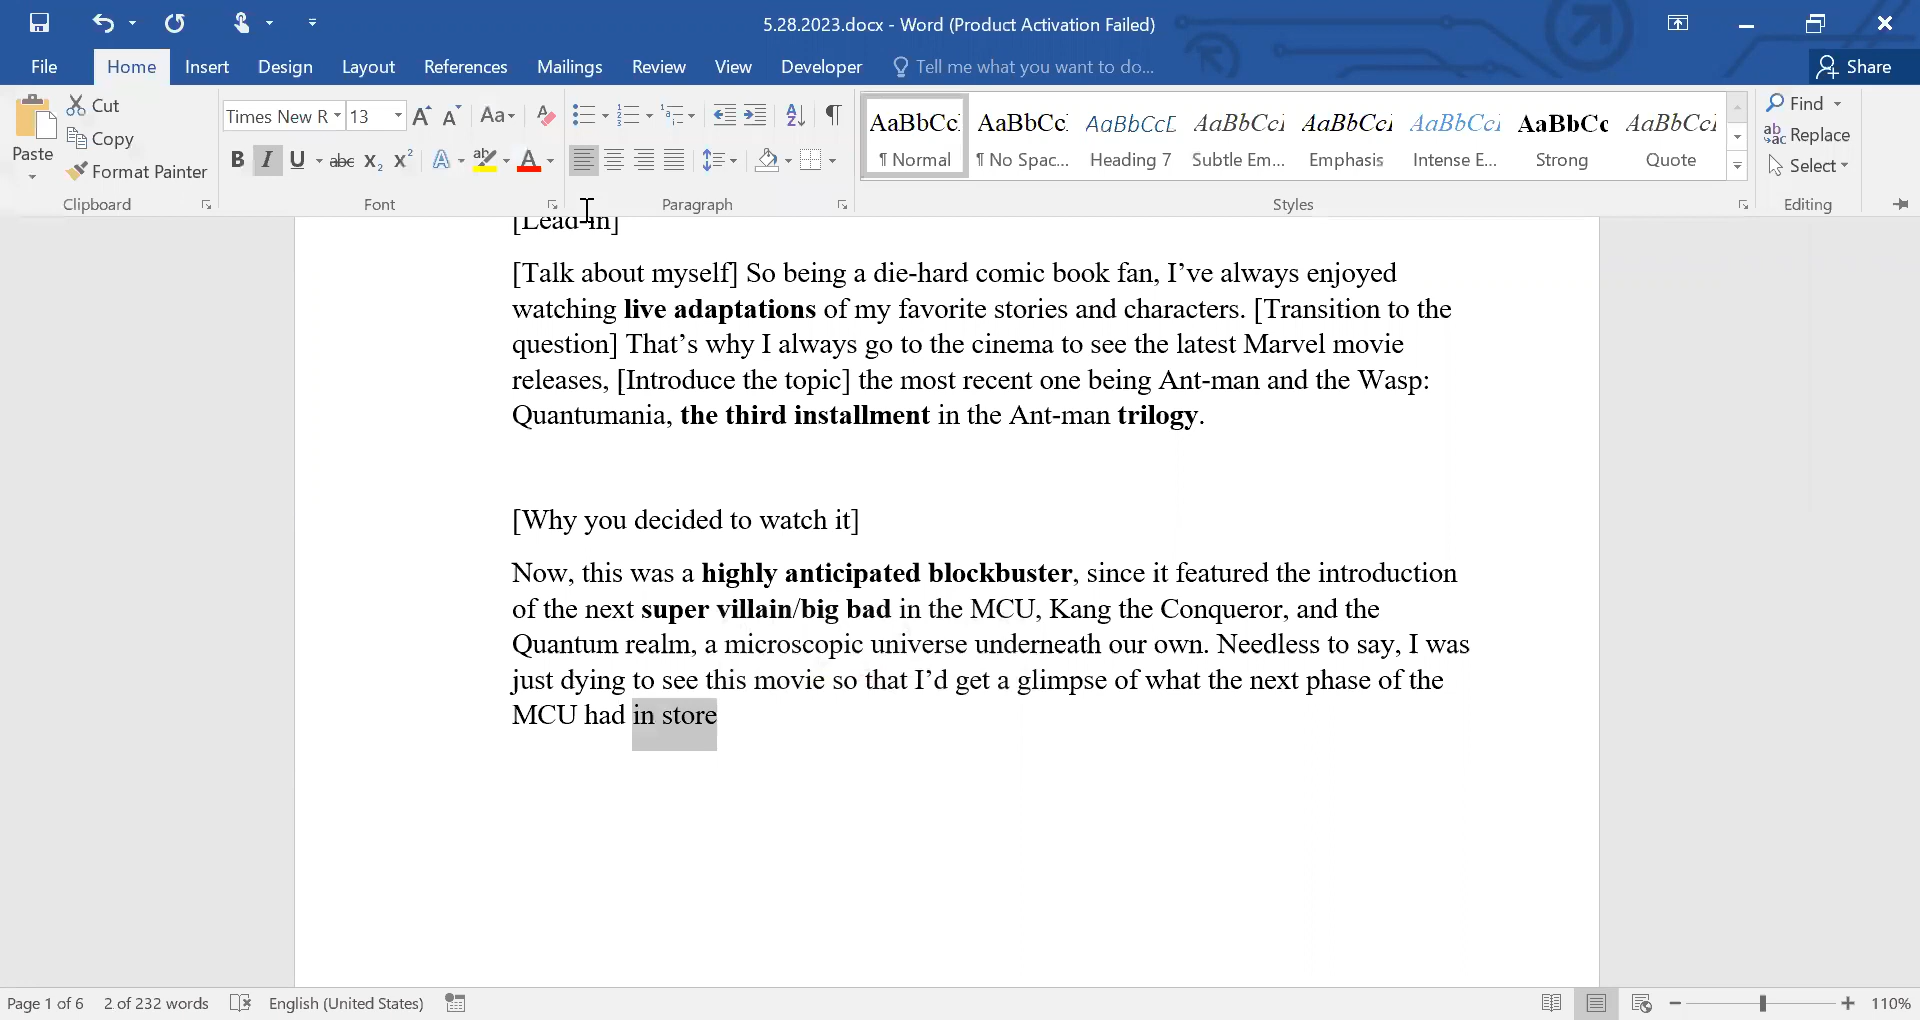 5.28.2023.docx - Word (Product Activation Failed)
File Home Insert Design Layout References Mailings Review View Developer Tell me what you want to do... Share
Paste Cut Copy Format Painter Clipboard
Times New R 13 Font
Paragraph
AaBbCcI AaBbCcI AaBbCcD AaBbCcI AaBbCcI AaBbCcI AaBbCc AaBbCcI
¶ Normal ¶ No Spac... Heading 7 Subtle Em... Emphasis Intense E... Strong Quote
Styles
Find Replace Select Editing
[Lead-in]
[Talk about myself] So being a die-hard comic book fan, I’ve always enjoyed
watching live adaptations of my favorite stories and characters. [Transition to the
question] That’s why I always go to the cinema to see the latest Marvel movie
releases, [Introduce the topic] the most recent one being Ant-man and the Wasp:
Quantumania, the third installment in the Ant-man trilogy.
[Why you decided to watch it]
Now, this was a highly anticipated blockbuster, since it featured the introduction
of the next super villain/big bad in the MCU, Kang the Conqueror, and the
Quantum realm, a microscopic universe underneath our own. Needless to say, I was
just dying to see this movie so that I’d get a glimpse of what the next phase of the
MCU had in store
Page 1 of 6 2 of 232 words English (United States) 110%